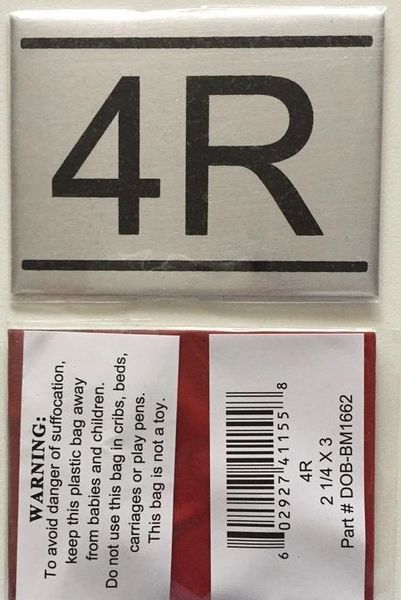 4R
WARNING:
To avoid danger of suffocation,
keep this plastic bag away
from babies and children.
Do not use this bag in cribs, beds,
carriages or play pens.
This bag is not a toy.
6 02927 41155 8
4R
2 1/4 X 3
Part # DOB-BM1662